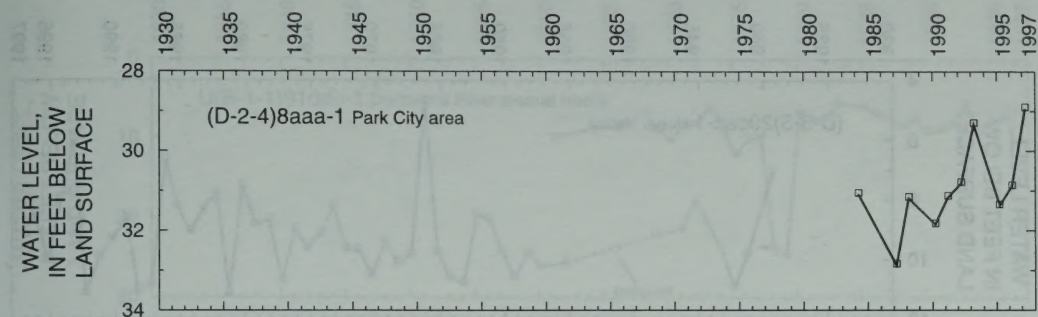 1930 1935 1940 1945 1950 1955 1960 1965 1970 1975 1980 1985 1990 1995 1997
28
30
32
34
WATER LEVEL,
IN FEET BELOW
LAND SURFACE
(D-2-4)8aaa-1 Park City area